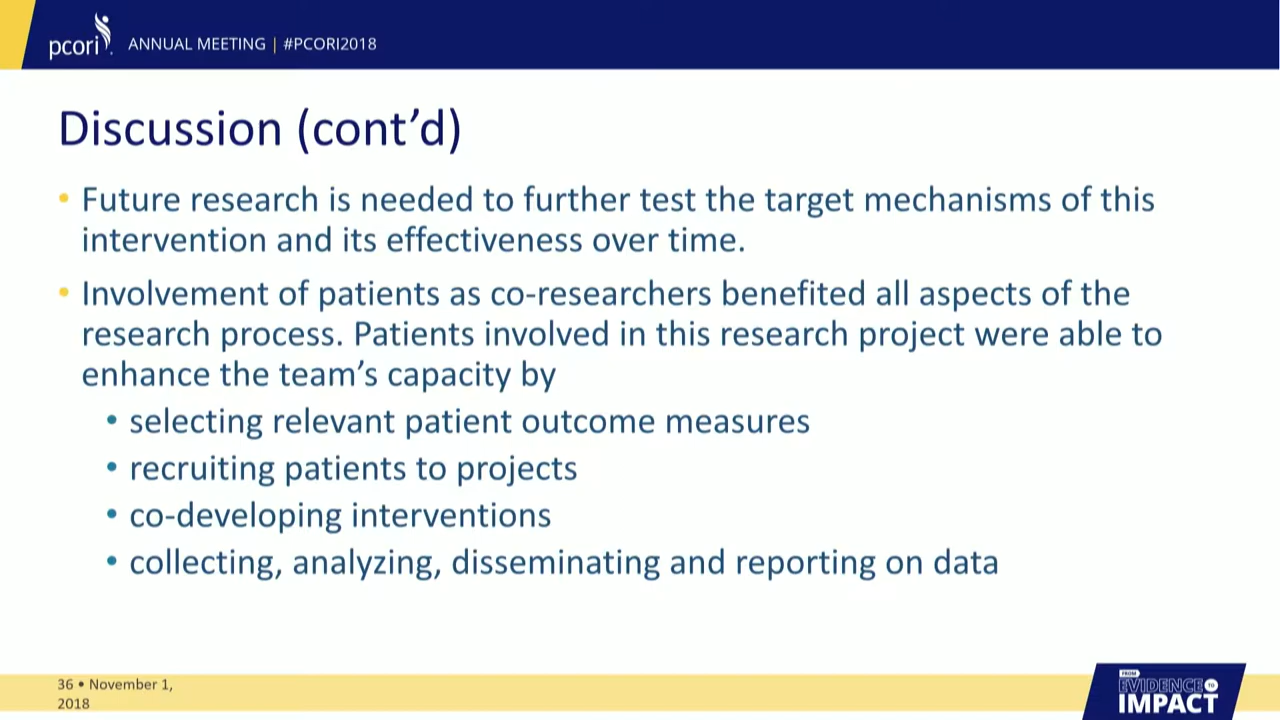 pcori
ANNUAL MEETING | #PCORI2018
Discussion (cont’d)
• Future research is needed to further test the target mechanisms of this
intervention and its effectiveness over time.
• Involvement of patients as co-researchers benefited all aspects of the
research process. Patients involved in this research project were able to
enhance the team’s capacity by
• selecting relevant patient outcome measures
• recruiting patients to projects
• co-developing interventions
• collecting, analyzing, disseminating and reporting on data
36 • November 1,
2018
FROM
EVIDENCE TO
IMPACT